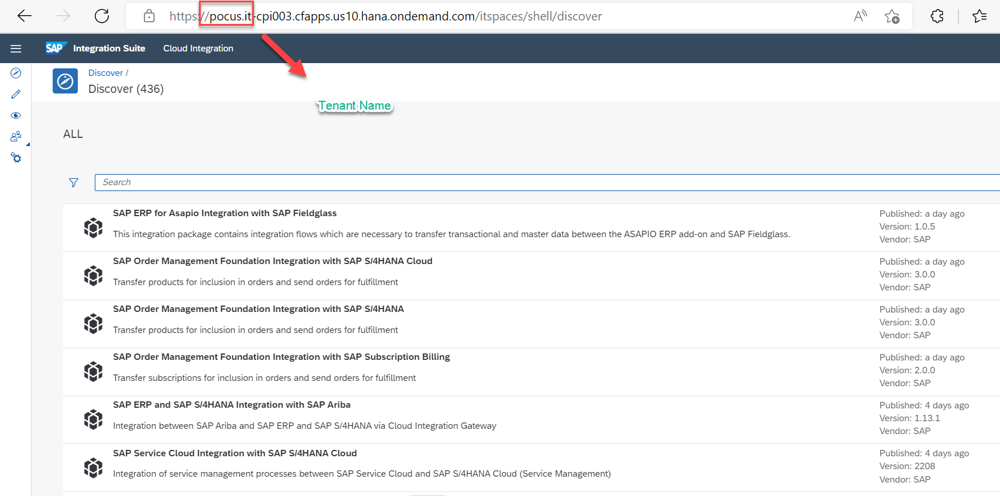 https://pocus.it-cpi003.cfapps.us10.hana.ondemand.com/itspaces/shell/discover
SAP Integration Suite Cloud Integration
Discover /
Discover (436)
Tenant Name
ALL
Search
SAP ERP for Asapio Integration with SAP Fieldglass
This integration package contains integration flows which are necessary to transfer transactional and master data between the ASAPIO ERP add-on and SAP Fieldglass.
Published: a day ago
Version: 1.0.5
Vendor: SAP
SAP Order Management Foundation Integration with SAP S/4HANA Cloud
Transfer products for inclusion in orders and send orders for fulfillment
Published: a day ago
Version: 3.0.0
Vendor: SAP
SAP Order Management Foundation Integration with SAP S/4HANA
Transfer products for inclusion in orders and send orders for fulfillment
Published: a day ago
Version: 3.0.0
Vendor: SAP
SAP Order Management Foundation Integration with SAP Subscription Billing
Transfer subscriptions for inclusion in orders and send orders for fulfillment
Published: a day ago
Version: 2.0.0
Vendor: SAP
SAP ERP and SAP S/4HANA Integration with SAP Ariba
Integration between SAP Ariba and SAP ERP and SAP S/4HANA via Cloud Integration Gateway
Published: 4 days ago
Version: 1.13.1
Vendor: SAP
SAP Service Cloud Integration with SAP S/4HANA Cloud
Integration of service management processes between SAP Service Cloud and SAP S/4HANA Cloud (Service Management)
Published: 4 days ago
Version: 2208
Vendor: SAP